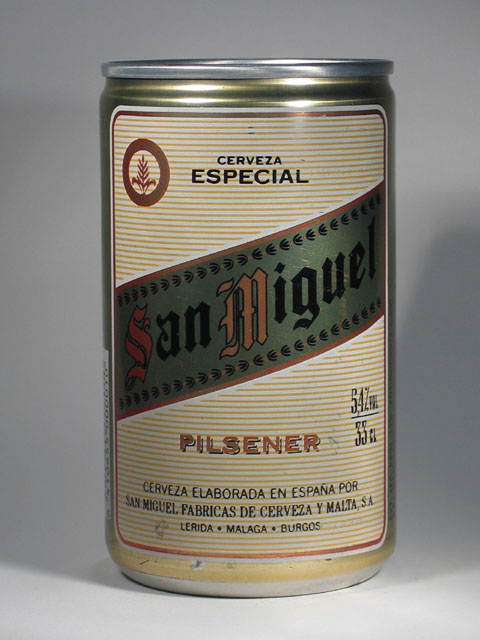 CERVEZA
ESPECIAL
San Miguel
5,4% VOL.
33 cl
PILSENER
CERVEZA ELABORADA EN ESPAÑA POR
SAN MIGUEL FABRICAS DE CERVEZA Y MALTA, S.A.
LERIDA • MALAGA • BURGOS